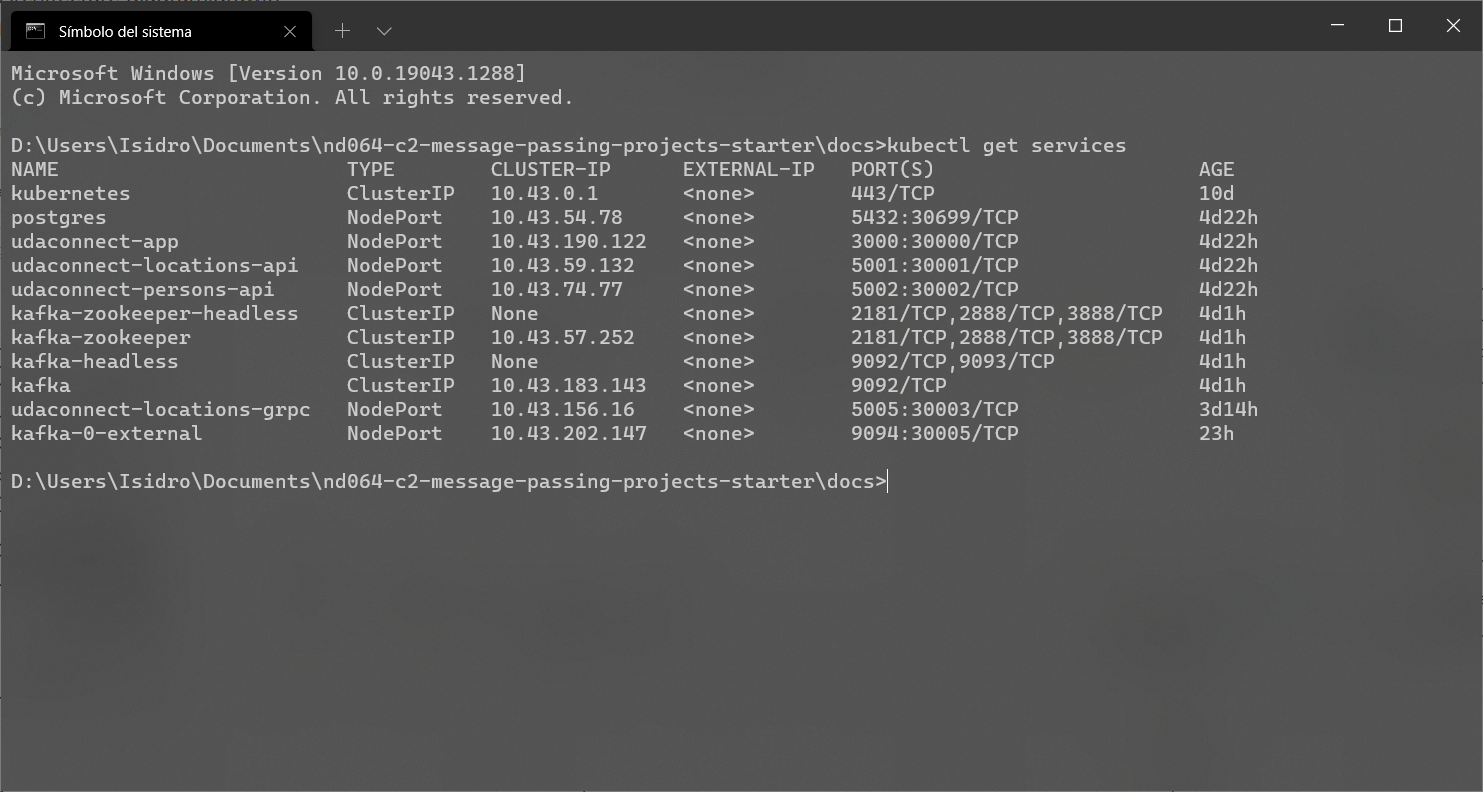 Símbolo del sistema
Microsoft Windows [Version 10.0.19043.1288]
(c) Microsoft Corporation. All rights reserved.
D:\Users\Isidro\Documents\nd064-c2-message-passing-projects-starter\docs>kubectl get services
NAME TYPE CLUSTER-IP EXTERNAL-IP PORT(S) AGE
kubernetes ClusterIP 10.43.0.1 <none> 443/TCP 10d
postgres NodePort 10.43.54.78 <none> 5432:30699/TCP 4d22h
udaconnect-app NodePort 10.43.190.122 <none> 3000:30000/TCP 4d22h
udaconnect-locations-api NodePort 10.43.59.132 <none> 5001:30001/TCP 4d22h
udaconnect-persons-api NodePort 10.43.74.77 <none> 5002:30002/TCP 4d22h
kafka-zookeeper-headless ClusterIP None <none> 2181/TCP,2888/TCP,3888/TCP 4d1h
kafka-zookeeper ClusterIP 10.43.57.252 <none> 2181/TCP,2888/TCP,3888/TCP 4d1h
kafka-headless ClusterIP None <none> 9092/TCP,9093/TCP 4d1h
kafka ClusterIP 10.43.183.143 <none> 9092/TCP 4d1h
udaconnect-locations-grpc NodePort 10.43.156.16 <none> 5005:30003/TCP 3d14h
kafka-0-external NodePort 10.43.202.147 <none> 9094:30005/TCP 23h
D:\Users\Isidro\Documents\nd064-c2-message-passing-projects-starter\docs>